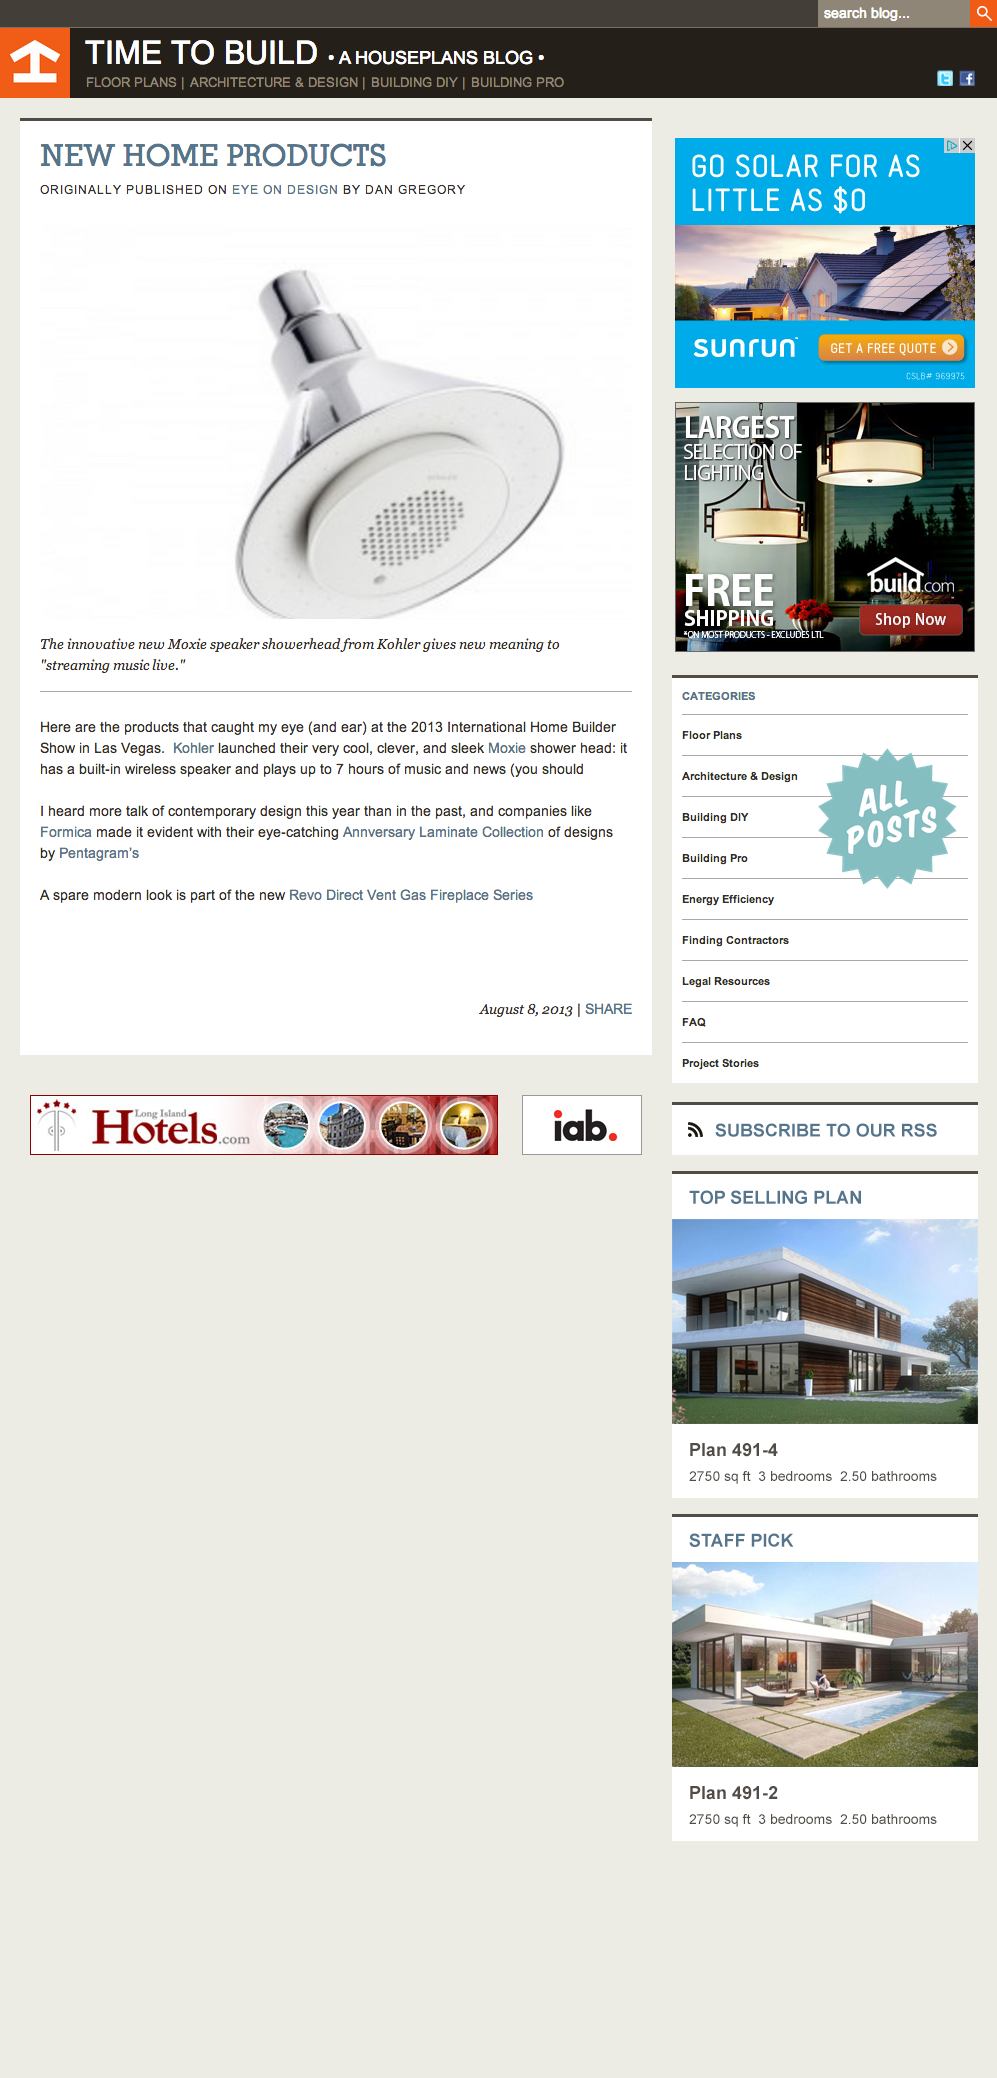 search blog...
TIME TO BUILD • A HOUSEPLANS BLOG •
FLOOR PLANS | ARCHITECTURE & DESIGN | BUILDING DIY | BUILDING PRO
NEW HOME PRODUCTS
ORIGINALLY PUBLISHED ON EYE ON DESIGN BY DAN GREGORY
KOHLER
The innovative new Moxie speaker showerhead from Kohler gives new meaning to
"streaming music live."
Here are the products that caught my eye (and ear) at the 2013 International Home Builder
Show in Las Vegas.  Kohler launched their very cool, clever, and sleek Moxie shower head: it
has a built-in wireless speaker and plays up to 7 hours of music and news (you should
I heard more talk of contemporary design this year than in the past, and companies like
Formica made it evident with their eye-catching Annversary Laminate Collection of designs
by Pentagram's
A spare modern look is part of the new Revo Direct Vent Gas Fireplace Series
August 8, 2013 | SHARE
Long Island
Hotels.com
iab.
GO SOLAR FOR AS
LITTLE AS $0
sunrun
GET A FREE QUOTE
CSLB# 969975
LARGEST
SELECTION OF
LIGHTING
FREE
SHIPPING
*ON MOST PRODUCTS - EXCLUDES LTL
build.com
Shop Now
CATEGORIES
Floor Plans
Architecture & Design
Building DIY
Building Pro
Energy Efficiency
Finding Contractors
Legal Resources
FAQ
Project Stories
ALL
POSTS
SUBSCRIBE TO OUR RSS
TOP SELLING PLAN
Plan 491-4
2750 sq ft  3 bedrooms  2.50 bathrooms
STAFF PICK
Plan 491-2
2750 sq ft  3 bedrooms  2.50 bathrooms